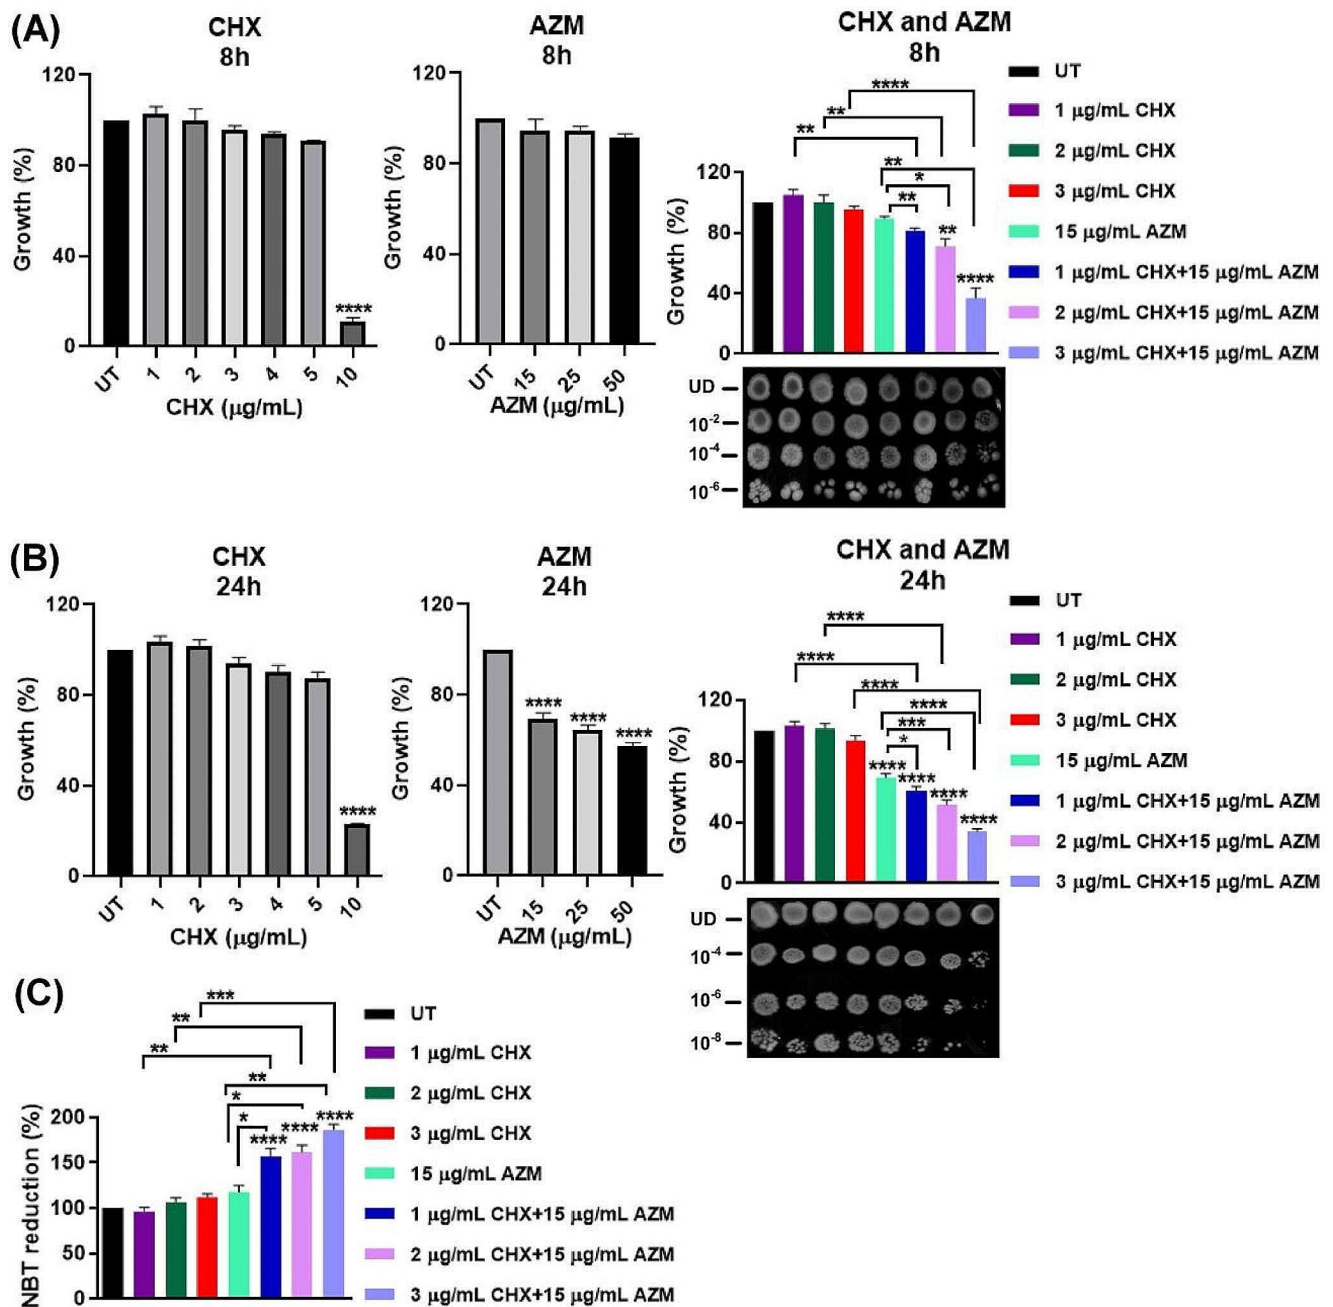 (A)
CHX
8h
Growth (%)
120
80
40
0
****
UT
1
2
3
4
5
10
CHX (μg/mL)
AZM
8h
Growth (%)
120
80
40
0
UT
15
25
50
AZM (μg/mL)
CHX and AZM
8h
Growth (%)
120
80
40
0
****
**
**
**
*
**
**
****
UT
1 μg/mL CHX
2 μg/mL CHX
3 μg/mL CHX
15 μg/mL AZM
1 μg/mL CHX+15 μg/mL AZM
2 μg/mL CHX+15 μg/mL AZM
3 μg/mL CHX+15 μg/mL AZM
UD
10-2
10-4
10-6
(B)
CHX
24h
Growth (%)
120
80
40
0
****
UT
1
2
3
4
5
10
CHX (μg/mL)
AZM
24h
Growth (%)
120
80
40
0
****
****
****
UT
15
25
50
AZM (μg/mL)
CHX and AZM
24h
Growth (%)
120
80
40
0
****
****
****
****
***
*
****
****
****
****
UT
1 μg/mL CHX
2 μg/mL CHX
3 μg/mL CHX
15 μg/mL AZM
1 μg/mL CHX+15 μg/mL AZM
2 μg/mL CHX+15 μg/mL AZM
3 μg/mL CHX+15 μg/mL AZM
UD
10-4
10-6
10-8
(C)
NBT reduction (%)
200
150
100
50
0
***
**
**
**
*
*
****
****
****
UT
1 μg/mL CHX
2 μg/mL CHX
3 μg/mL CHX
15 μg/mL AZM
1 μg/mL CHX+15 μg/mL AZM
2 μg/mL CHX+15 μg/mL AZM
3 μg/mL CHX+15 μg/mL AZM